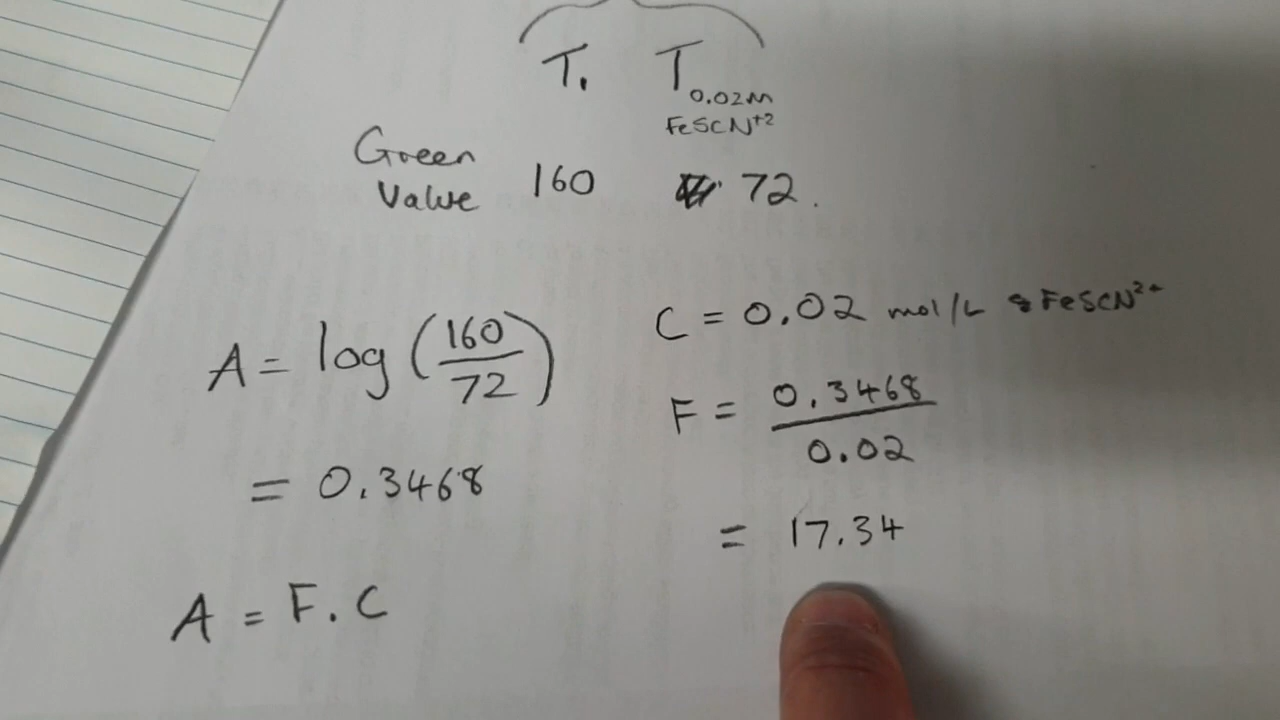 T₁ T0.02M
FeSCN⁺²
Green
Value 160 72.
A = log(160/72)
= 0.3468
A = F.C
C = 0.02 mol/L FeSCN²⁺
F = 0.3468/0.02
= 17.34